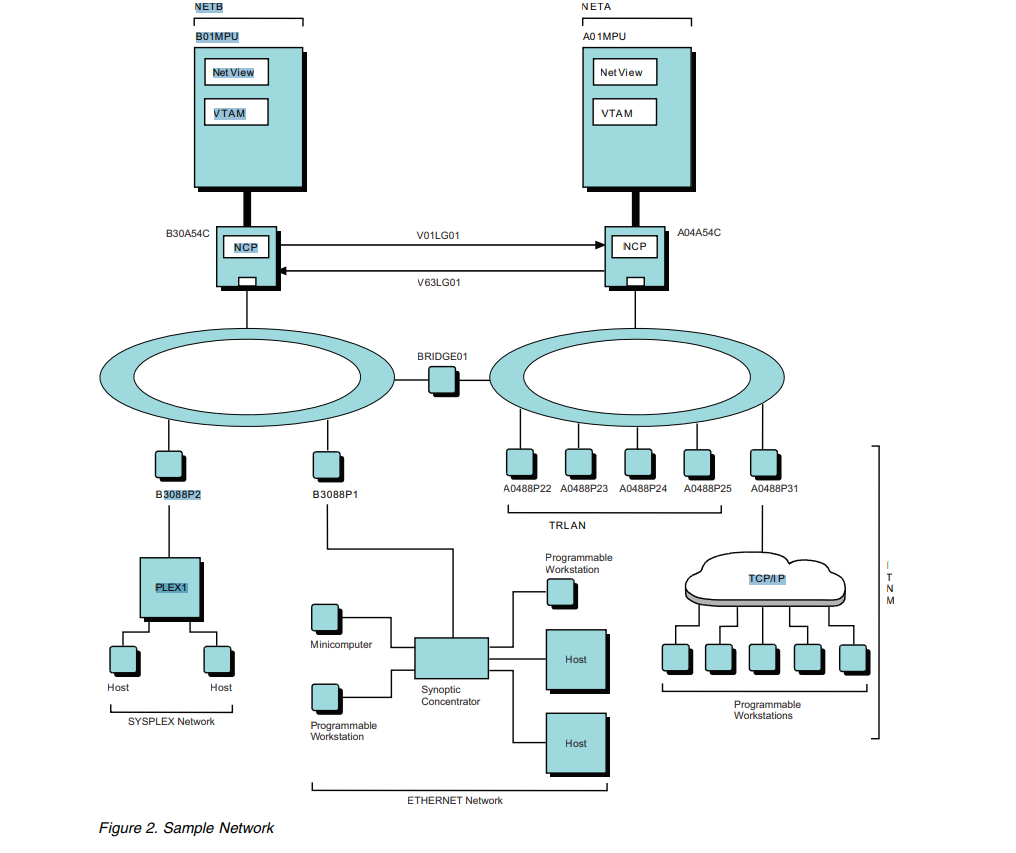 NETB
NETA
B01MPU
A01MPU
NetView
NetView
VTAM
VTAM
B30A54C
NCP
V01LG01
NCP
A04A54C
V63LG01
BRIDGE01
B3088P2
B3088P1
A0488P22
A0488P23
A0488P24
A0488P25
A0488P31
TRLAN
Programmable
Workstation
TCP/IP
I
T
N
M
PLEX1
Minicomputer
Host
Host
Host
SYSPLEX Network
Synoptic
Concentrator
Programmable
Workstations
Programmable
Workstation
Host
ETHERNET Network
Figure 2. Sample Network